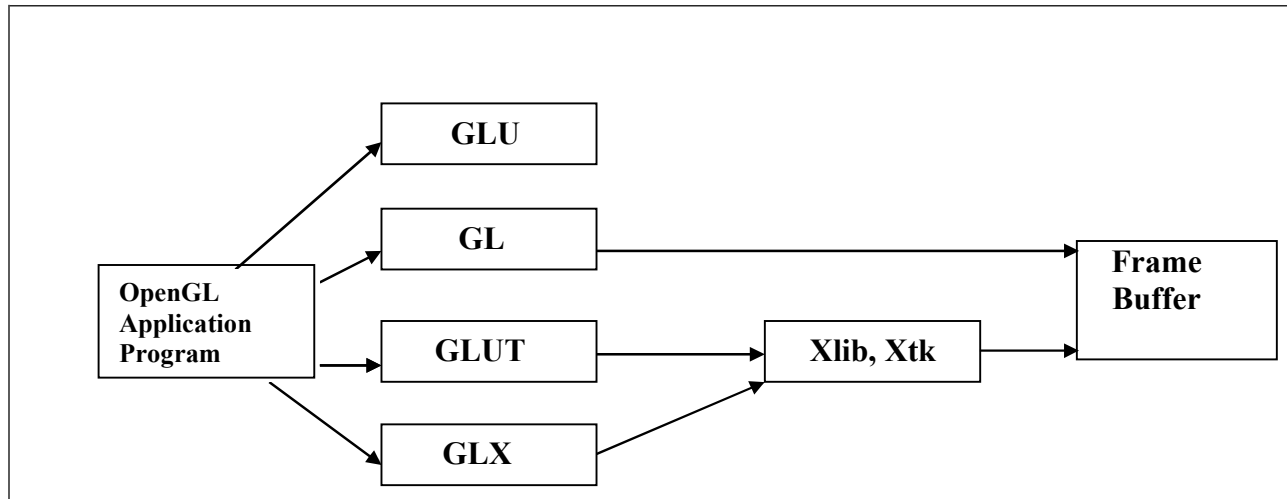 GLU
GL
OpenGL
Application
Program
GLUT
GLX
Xlib, Xtk
Frame
Buffer